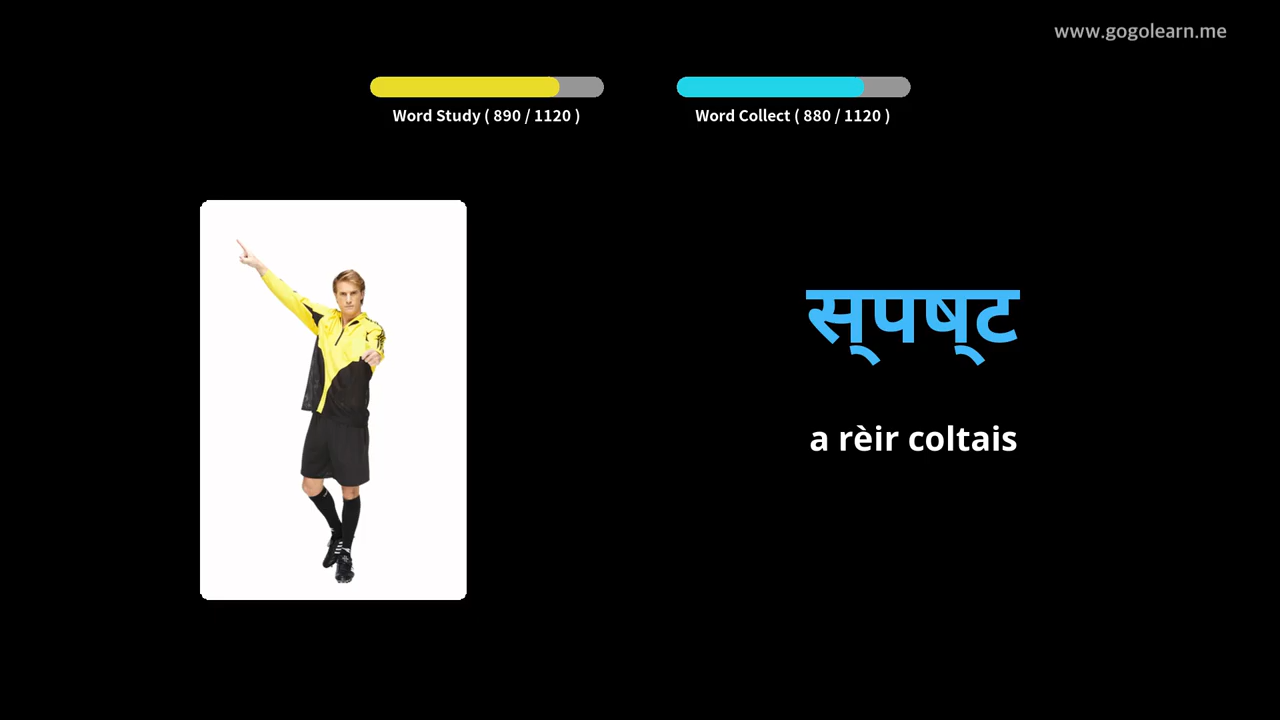 www.gogolearn.me
Word Study ( 890 / 1120 )
Word Collect ( 880 / 1120 )
स्पष्ट
a rèir coltais